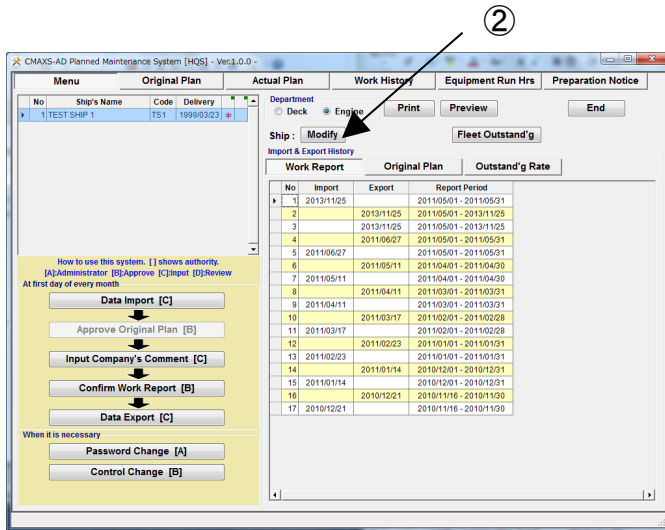 ②
CMAXS-AD Planned Maintenance System [HQS] - Ver.1.0.0 -
Menu Original Plan Actual Plan Work History Equipment Run Hrs Preparation Notice
No Ship's Name Code Delivery
1 TEST SHIP 1 TS1 1999/03/23 *
How to use this system. [ ] shows authority.
[A]:Administrator [B]:Approve [C]:Input [D]:Review
At first day of every month
Data Import [C]
Approve Original Plan [B]
Input Company's Comment [C]
Confirm Work Report [B]
Data Export [C]
When it is necessary
Password Change [A]
Control Change [B]
Department
Deck Engine Print Preview End
Ship : Modify Fleet Outstand'g
Import & Export History
Work Report Original Plan Outstand'g Rate
No Import Export Report Period
1 2013/11/25 2011/05/01 - 2011/05/31
2 2013/11/25 2011/05/01 - 2013/11/25
3 2013/11/25 2011/05/01 - 2013/11/25
4 2011/06/27 2011/05/01 - 2011/05/31
5 2011/06/27 2011/05/01 - 2011/05/31
6 2011/05/11 2011/04/01 - 2011/04/30
7 2011/05/11 2011/04/01 - 2011/04/30
8 2011/04/11 2011/03/01 - 2011/03/31
9 2011/04/11 2011/03/01 - 2011/03/31
10 2011/03/17 2011/02/01 - 2011/02/28
11 2011/03/17 2011/02/01 - 2011/02/28
12 2011/02/23 2011/01/01 - 2011/01/31
13 2011/02/23 2011/01/01 - 2011/01/31
14 2011/01/14 2010/12/01 - 2010/12/31
15 2011/01/14 2010/12/01 - 2010/12/31
16 2010/12/21 2010/11/16 - 2010/11/30
17 2010/12/21 2010/11/16 - 2010/11/30